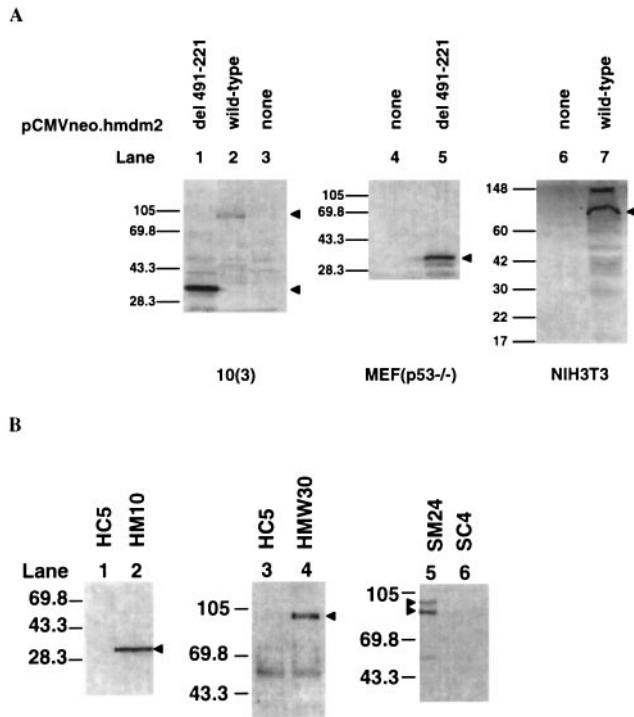 A
pCMVneo.hmdm2
del 491-221
wild-type
none
none
del 491-221
none
wild-type
Lane 1 2 3 4 5 6 7
105
69.8
43.3
28.3
105
69.8
43.3
28.3
148
60
42
30
22
17
10(3)
MEF(p53-/-)
NIH3T3
B
HC5
HM10
HC5
HMW30
SM24
SC4
Lane 1 2 3 4 5 6
69.8
43.3
28.3
105
69.8
43.3
105
69.8
43.3